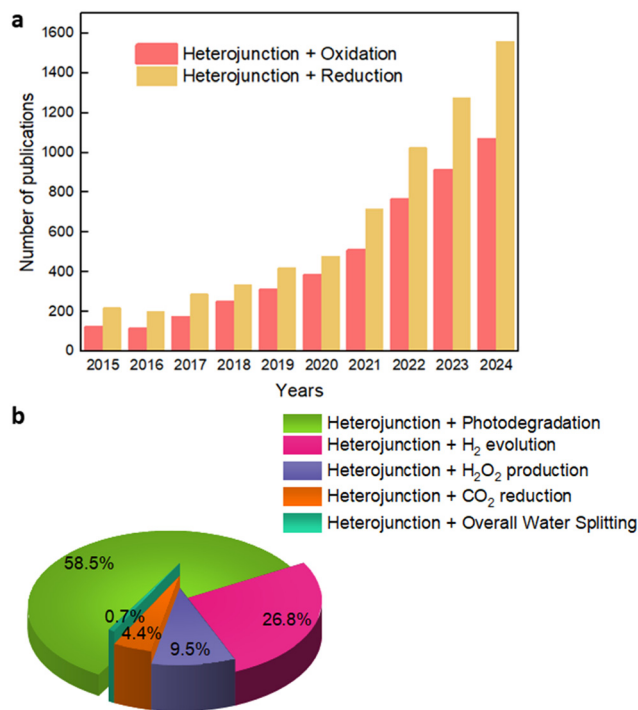 a
1600
1400
1200
1000
800
600
400
200
0
Number of publications
Heterojunction + Oxidation
Heterojunction + Reduction
2015 2016 2017 2018 2019 2020 2021 2022 2023 2024
Years
b
Heterojunction + Photodegradation
Heterojunction + H₂ evolution
Heterojunction + H₂O₂ production
Heterojunction + CO₂ reduction
Heterojunction + Overall Water Splitting
58.5%
0.7%
4.4%
9.5%
26.8%